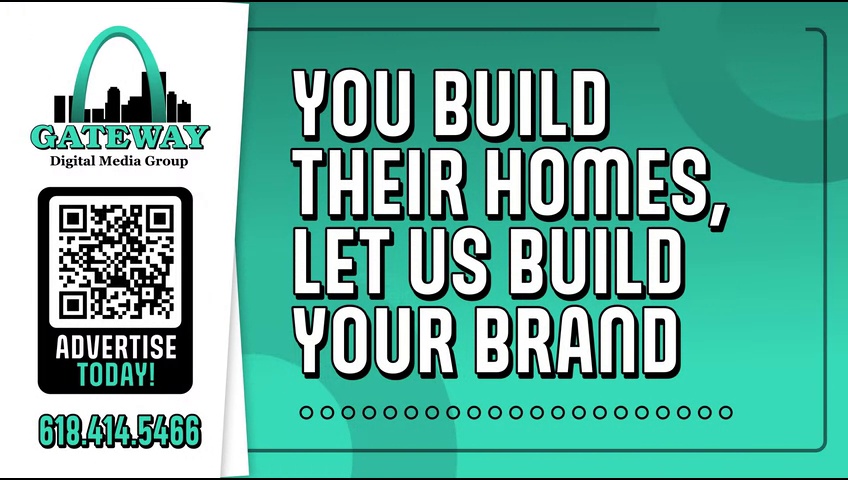 GATEWAY
Digital Media Group
ADVERTISE
TODAY!
618.414.5466
YOU BUILD
THEIR HOMES,
LET US BUILD
YOUR BRAND